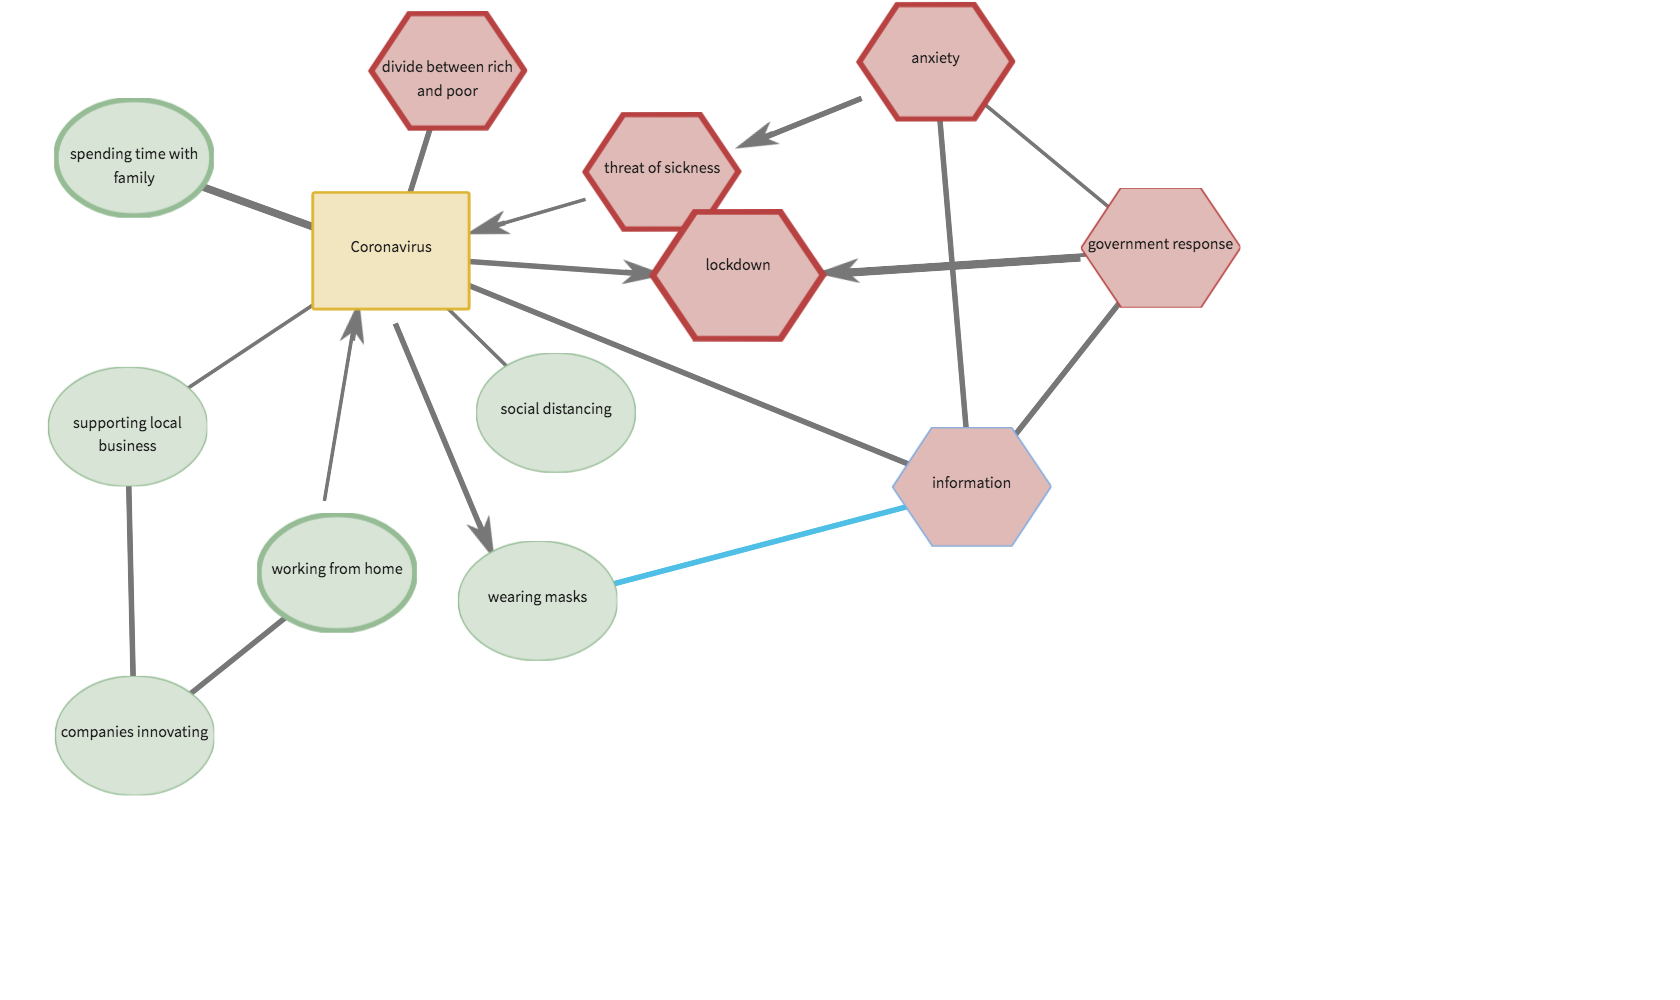 divide between rich
and poor
anxiety
spending time with
family
threat of sickness
Coronavirus
lockdown
government response
supporting local
business
social distancing
information
working from home
wearing masks
companies innovating